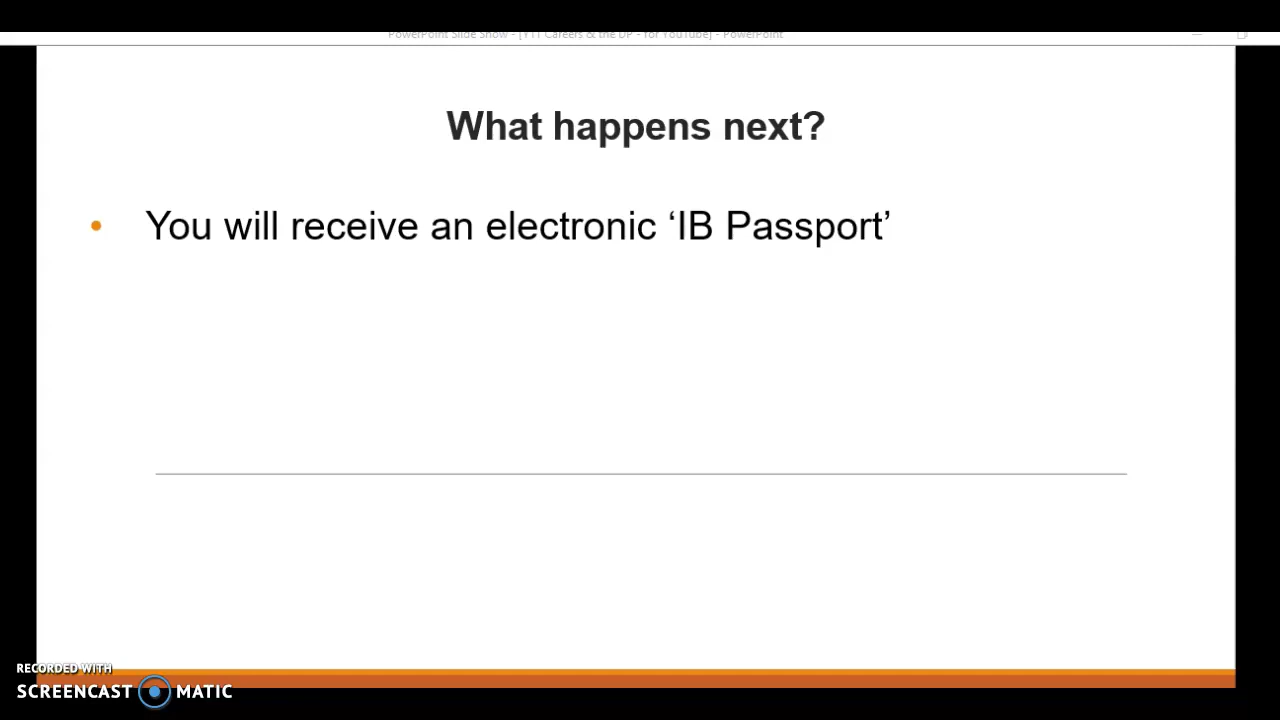 PowerPoint Slide Show - [Y11 Careers & the DP - for YouTube] - PowerPoint
What happens next?
• You will receive an electronic ‘IB Passport’
RECORDED WITH
SCREENCAST MATIC